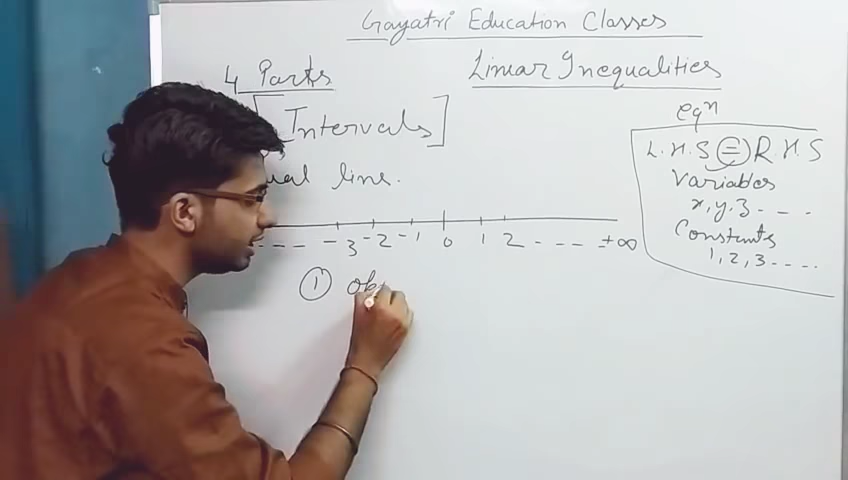 Gayatri Education Classes
4 Parts
Linear Inequalities
[Intervals]
line.
--- -3 -2 -1 0 1 2 --- +∞
① 
eqn
L.H.S = R.H.S
Variables
x, y, z - - -
Constants
1, 2, 3 - - - -